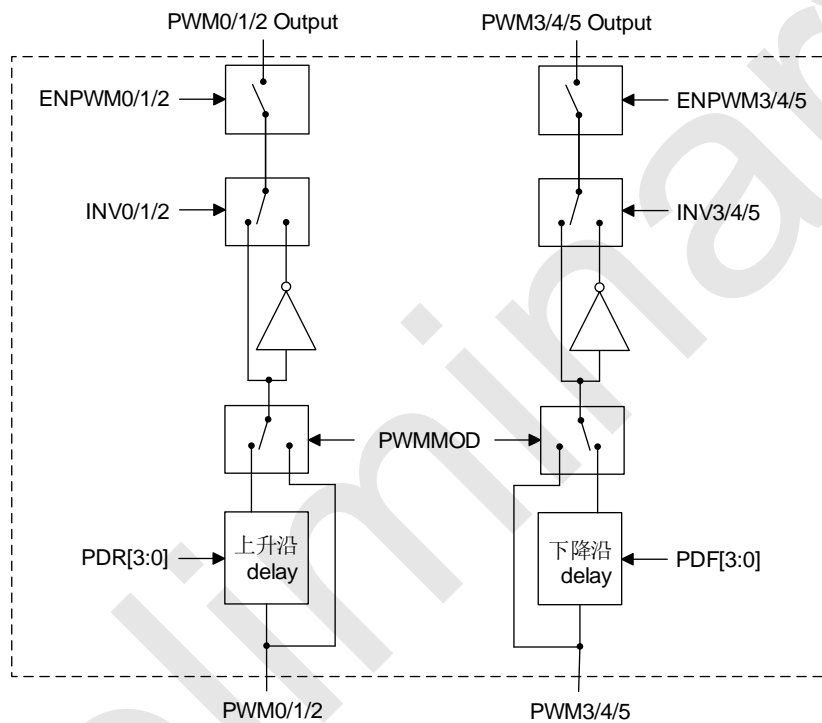 PWM0/1/2 Output
PWM3/4/5 Output
ENPWM0/1/2
ENPWM3/4/5
INV0/1/2
INV3/4/5
PWMMOD
PDR[3:0]
上升沿
delay
下降沿
delay
PDF[3:0]
PWM0/1/2
PWM3/4/5